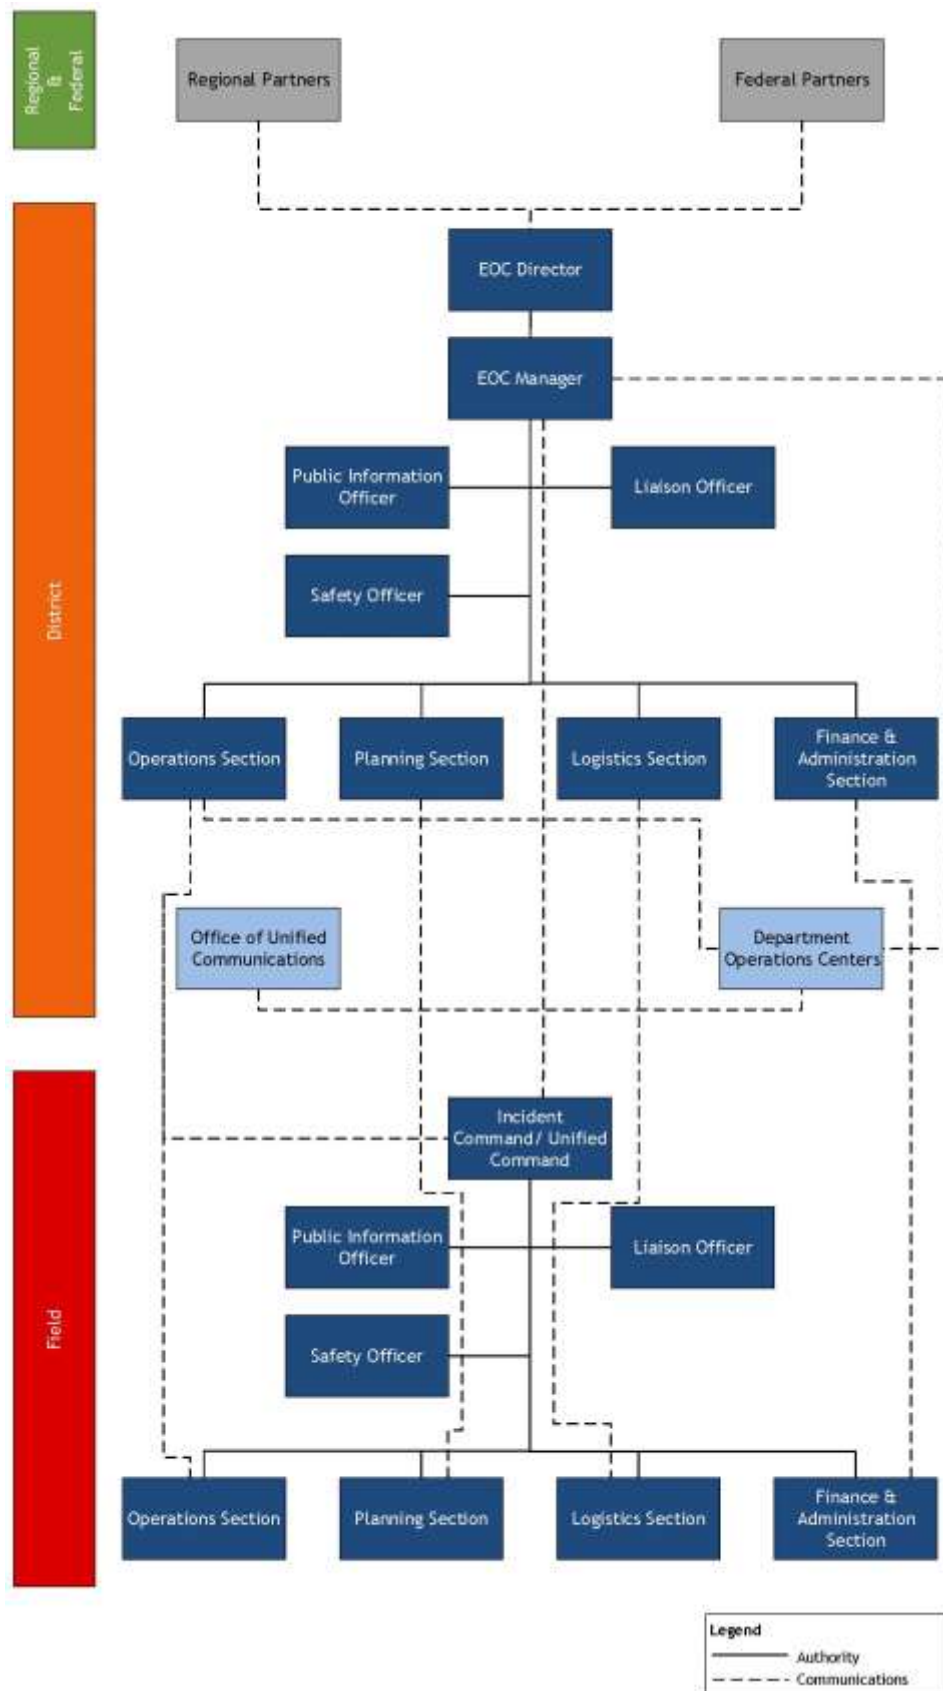 Regional
&
Federal
Regional Partners
Federal Partners
EOC Director
EOC Manager
Public Information
Officer
Liaison Officer
Safety Officer
District
Operations Section
Planning Section
Logistics Section
Finance &
Administration
Section
Office of Unified
Communications
Department
Operations Centers
Incident
Command/ Unified
Command
Public Information
Officer
Liaison Officer
Safety Officer
Field
Operations Section
Planning Section
Logistics Section
Finance &
Administration
Section
Legend
Authority
Communications